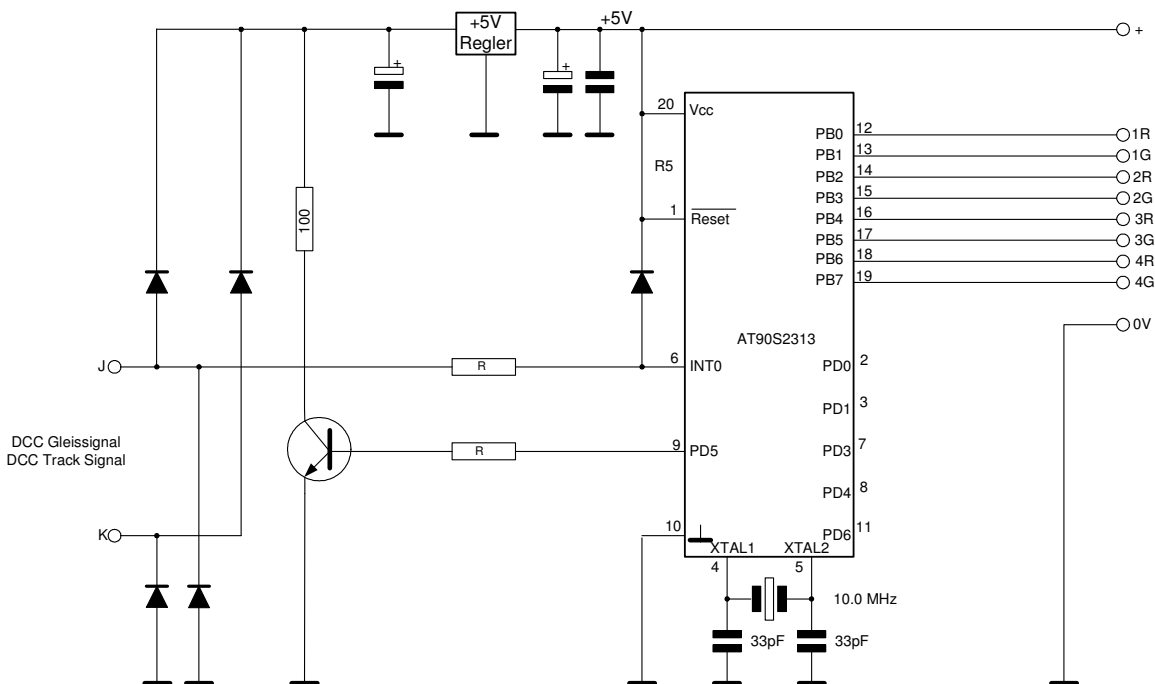 +5V
Regler
+5V
+
+
+
20
Vcc
R5
1
Reset
PB0
12
1R
PB1
13
1G
PB2
14
2R
PB3
15
2G
PB4
16
3R
PB5
17
3G
PB6
18
4R
PB7
19
4G
100
0V
AT90S2313
J
R
6
INT0
PD0
2
PD1
3
DCC Gleissignal
DCC Track Signal
R
9
PD5
PD3
7
PD4
8
K
10
PD6
11
XTAL1
XTAL2
4
5
10.0 MHz
33pF
33pF